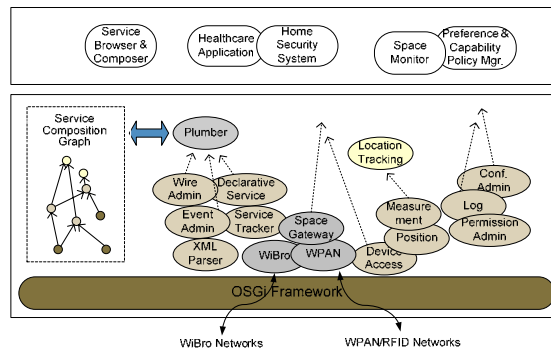 Service
Browser &
Composer
Healthcare
Application
Home
Security
System
Space
Monitor
Preference &
Capability
Policy Mgr.
Service
Composition
Graph
Plumber
Location
Tracking
Wire
Admin
Declarative
Service
Conf.
Admin
Event
Admin
Service
Tracker
Space
Gateway
Measure
ment
Log
Permission
Admin
XML
Parser
WiBro
WPAN
Device
Access
Position
OSGi Framework
WiBro Networks
WPAN/RFID Networks